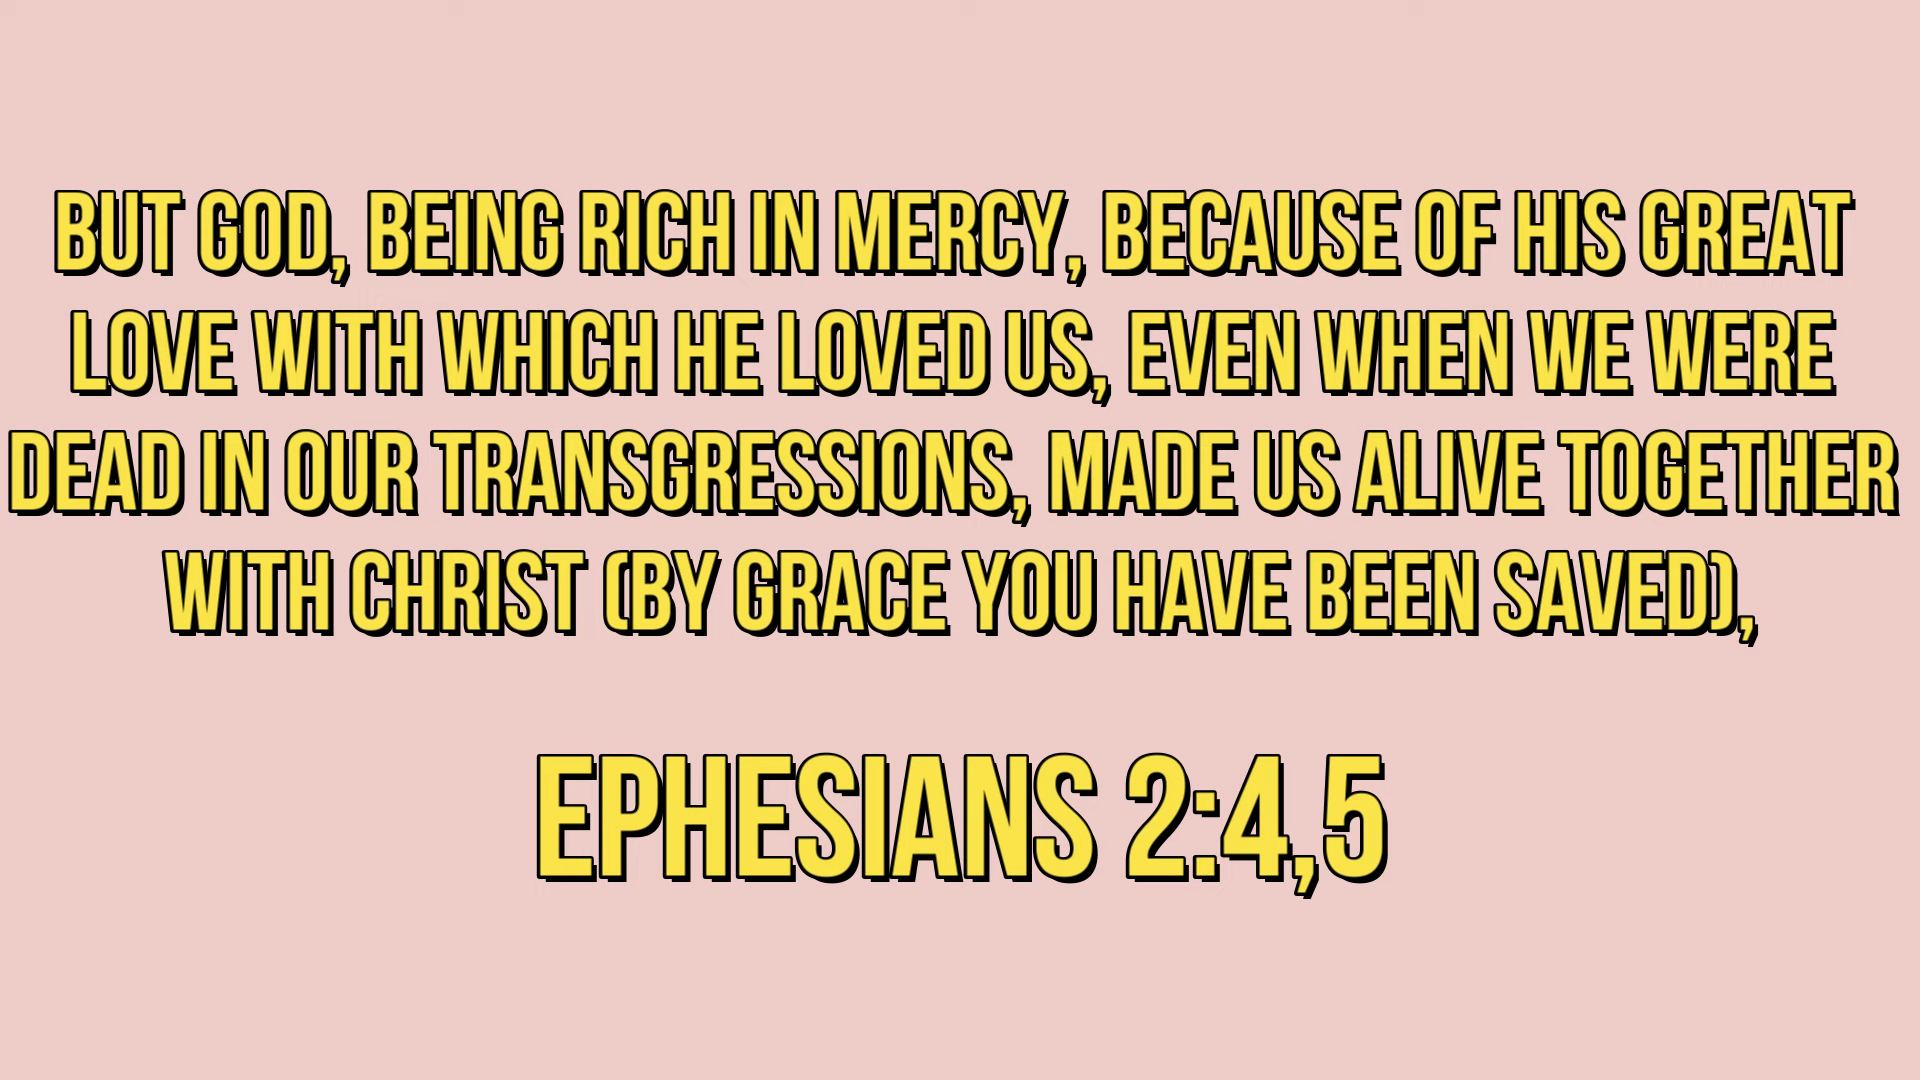 BUT GOD, BEING RICH IN MERCY, BECAUSE OF HIS GREAT
LOVE WITH WHICH HE LOVED US, EVEN WHEN WE WERE
DEAD IN OUR TRANSGRESSIONS, MADE US ALIVE TOGETHER
WITH CHRIST (BY GRACE YOU HAVE BEEN SAVED),
EPHESIANS 2:4,5